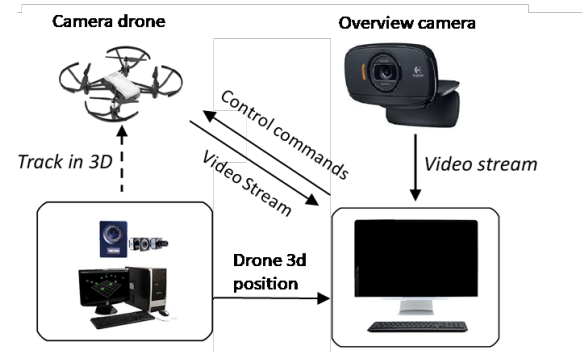 Camera drone
Overview camera
Control commands
Video Stream
Track in 3D
Video stream
Drone 3d
position